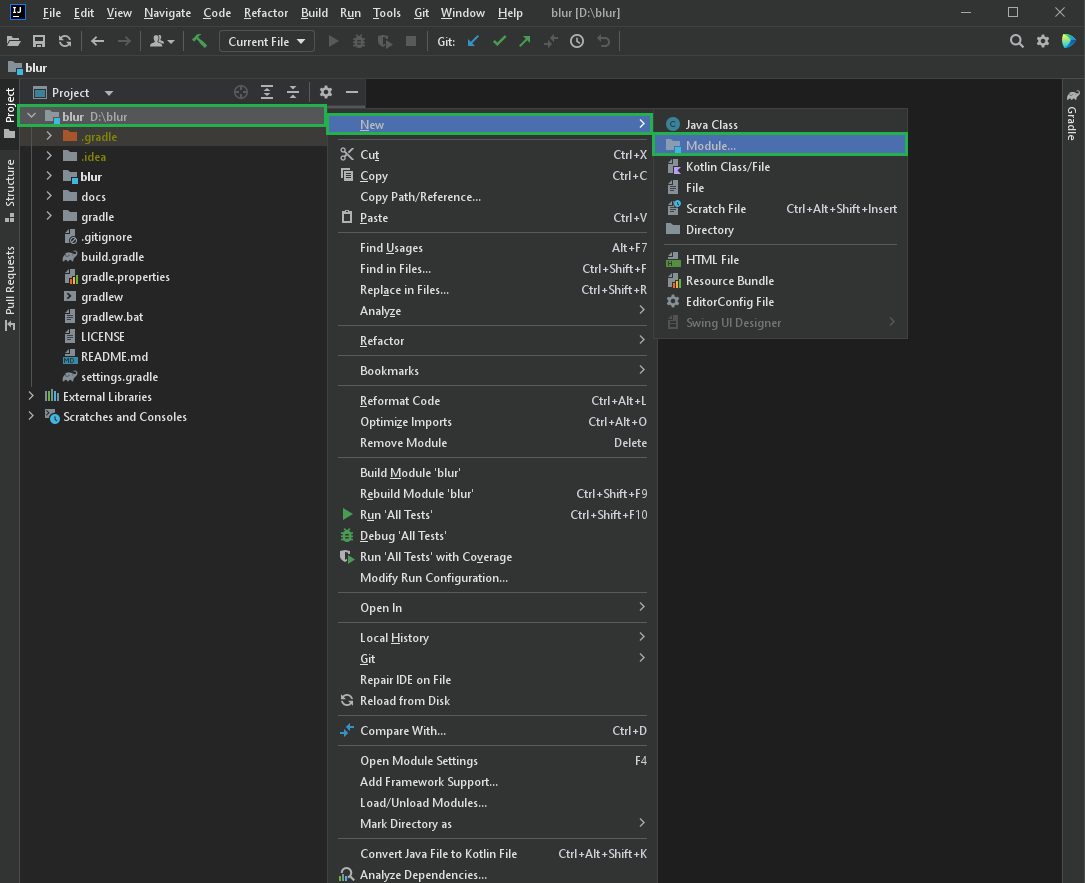 IJ File Edit View Navigate Code Refactor Build Run Tools Git Window Help blur [D:\blur]
Current File Git:
blur
Project
Project
Structure
Pull Requests
Gradle
blur D:\blur
.gradle
.idea
blur
docs
gradle
.gitignore
build.gradle
gradle.properties
gradlew
gradlew.bat
LICENSE
README.md
settings.gradle
External Libraries
Scratches and Consoles
New
Cut Ctrl+X
Copy Ctrl+C
Copy Path/Reference...
Paste Ctrl+V
Find Usages Alt+F7
Find in Files... Ctrl+Shift+F
Replace in Files... Ctrl+Shift+R
Analyze
Refactor
Bookmarks
Reformat Code Ctrl+Alt+L
Optimize Imports Ctrl+Alt+O
Remove Module Delete
Build Module 'blur'
Rebuild Module 'blur' Ctrl+Shift+F9
Run 'All Tests' Ctrl+Shift+F10
Debug 'All Tests'
Run 'All Tests' with Coverage
Modify Run Configuration...
Open In
Local History
Git
Repair IDE on File
Reload from Disk
Compare With... Ctrl+D
Open Module Settings F4
Add Framework Support...
Load/Unload Modules...
Mark Directory as
Convert Java File to Kotlin File Ctrl+Alt+Shift+K
Analyze Dependencies...
Java Class
Module...
Kotlin Class/File
File
Scratch File Ctrl+Alt+Shift+Insert
Directory
HTML File
Resource Bundle
EditorConfig File
Swing UI Designer